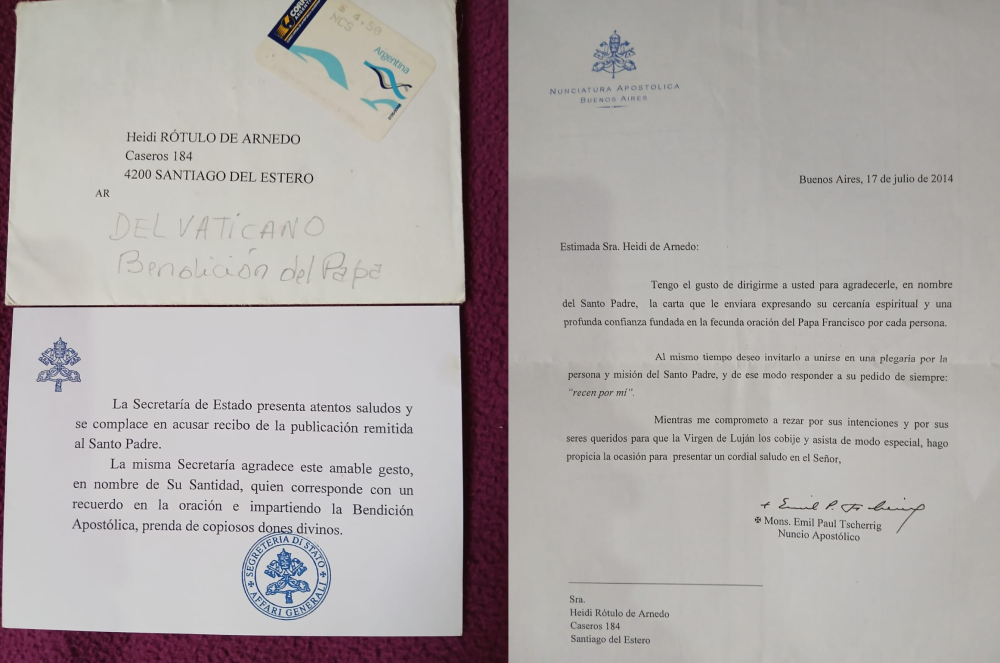 CORREO
ARGENTINO
$ 4,50
NCS
Argentina
Heidi RÓTULO DE ARNEDO
Caseros 184
4200 SANTIAGO DEL ESTERO
AR
DEL VATICANO
Bendición del Papa
La Secretaría de Estado presenta atentos saludos y
se complace en acusar recibo de la publicación remitida
al Santo Padre.
La misma Secretaría agradece este amable gesto,
en nombre de Su Santidad, quien corresponde con un
recuerdo en la oración e impartiendo la Bendición
Apostólica, prenda de copiosos dones divinos.
SEGRETERIA DI STATO
AFFARI GENERALI
NUNCIATURA APOSTOLICA
BUENOS AIRES
Buenos Aires, 17 de julio de 2014
Estimada Sra. Heidi de Arnedo:
Tengo el gusto de dirigirme a usted para agradecerle, en nombre
del Santo Padre, la carta que le enviara expresando su cercanía espiritual y una
profunda confianza fundada en la fecunda oración del Papa Francisco por cada persona.
Al mismo tiempo deseo invitarlo a unirse en una plegaria por la
persona y misión del Santo Padre, y de ese modo responder a su pedido de siempre:
"recen por mí".
Mientras me comprometo a rezar por sus intenciones y por sus
seres queridos para que la Virgen de Luján los cobije y asista de modo especial, hago
propicia la ocasión para presentar un cordial saludo en el Señor,
+ Emil P. Tscherrig
✠ Mons. Emil Paul Tscherrig
Nuncio Apostólico
Sra.
Heidi Rótulo de Arnedo
Caseros 184
Santiago del Estero